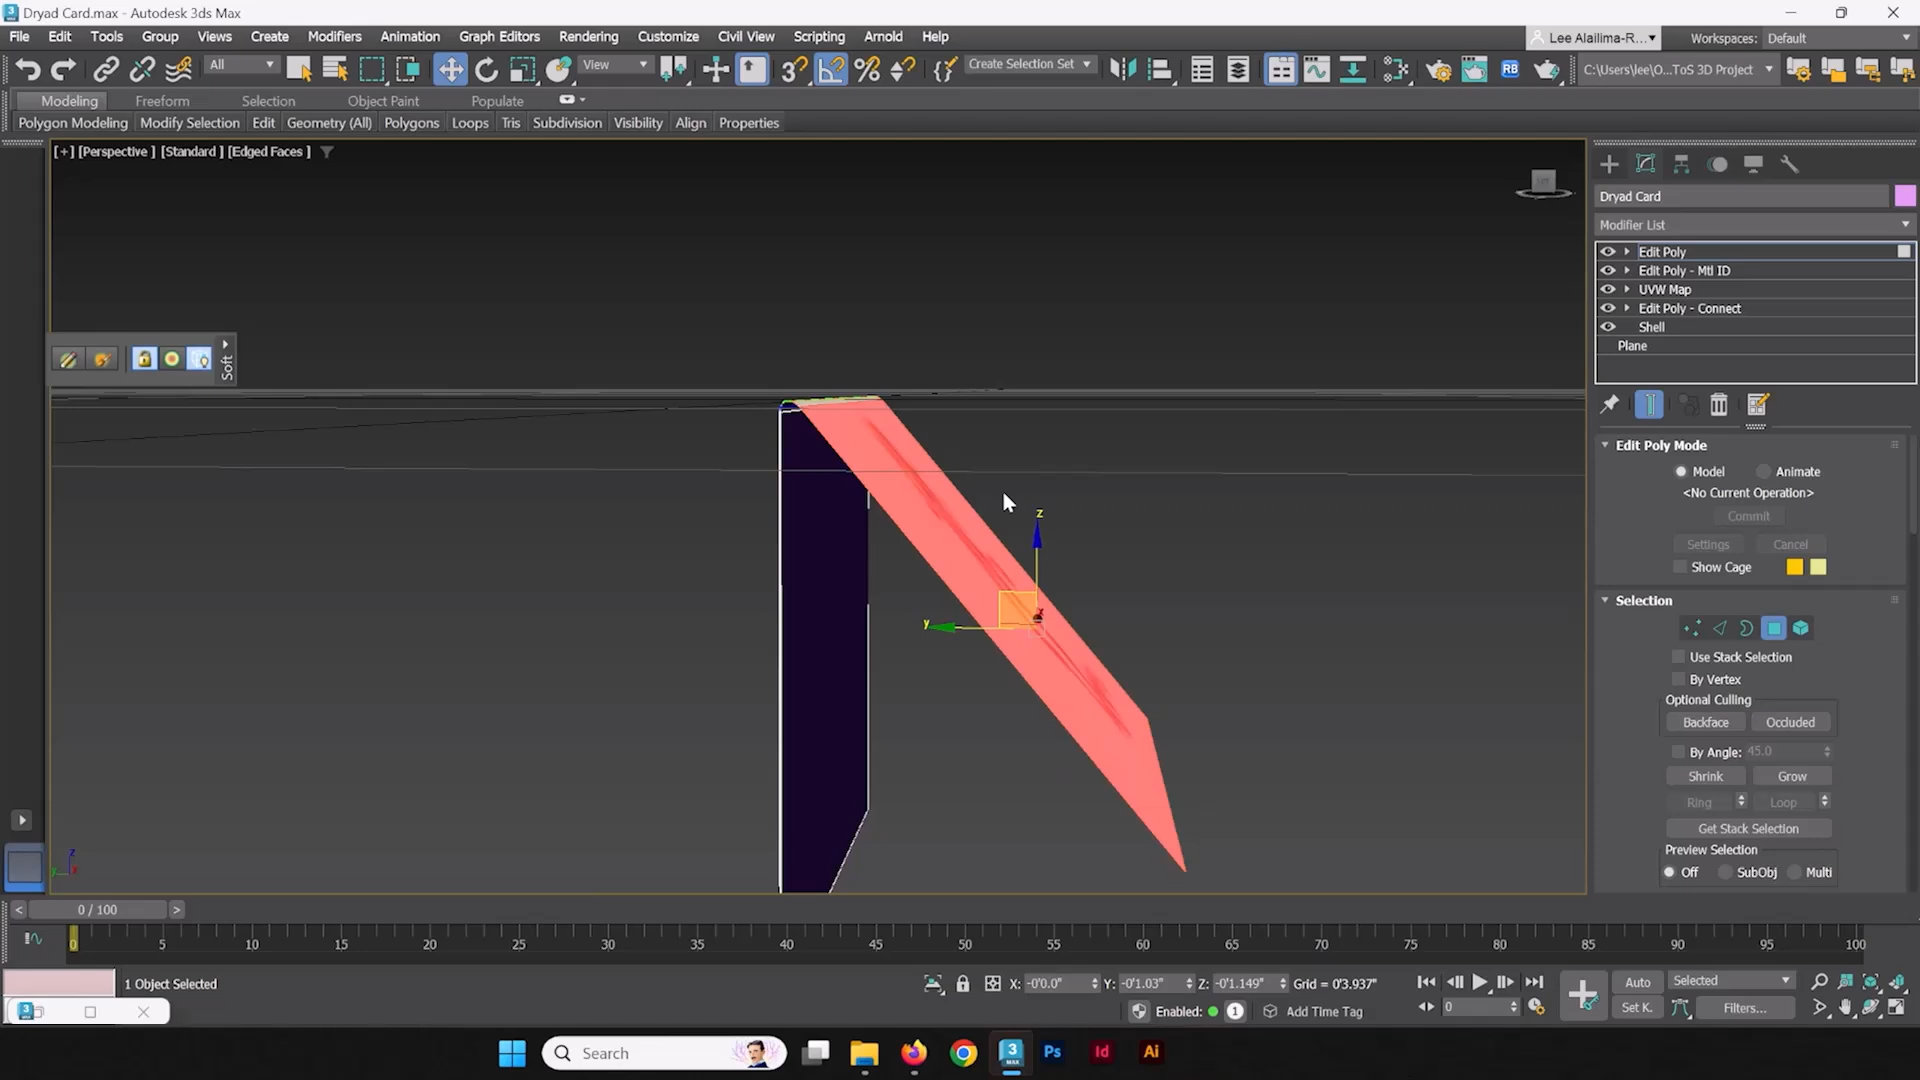 Dryad Card.max - Autodesk 3ds Max
File Edit Tools Group Views Create Modifiers Animation Graph Editors Rendering Customize Civil View Scripting Arnold Help
Lee Alailima-R... Workspaces: Default
All View Create Selection Set RB C:\Users\lee\O...ToS 3D Project
Modeling Freeform Selection Object Paint Populate
Polygon Modeling Modify Selection Edit Geometry (All) Polygons Loops Tris Subdivision Visibility Align Properties
[+] [Perspective ] [Standard ] [Edged Faces ]
Dryad Card
Modifier List
Edit Poly
Edit Poly - Mtl ID
UVW Map
Edit Poly - Connect
Shell
Plane
Soft
Edit Poly Mode
Model Animate
<No Current Operation>
Commit
Settings Cancel
Show Cage
Selection
Use Stack Selection
By Vertex
Optional Culling
Backface Occluded
By Angle: 45.0
Shrink Grow
Ring Loop
Get Stack Selection
Preview Selection
Off SubObj Multi
z
y
x
z
y
x
< 0 / 100 >
0 5 10 15 20 25 30 35 40 45 50 55 60 65 70 75 80 85 90 95 100
1 Object Selected X: -0'0.0" Y: -0'1.03" Z: -0'1.149" Grid = 0'3.937" Auto Selected
Enabled: 1 Add Time Tag 0 Set K. Filters...
Search Ps Id Ai